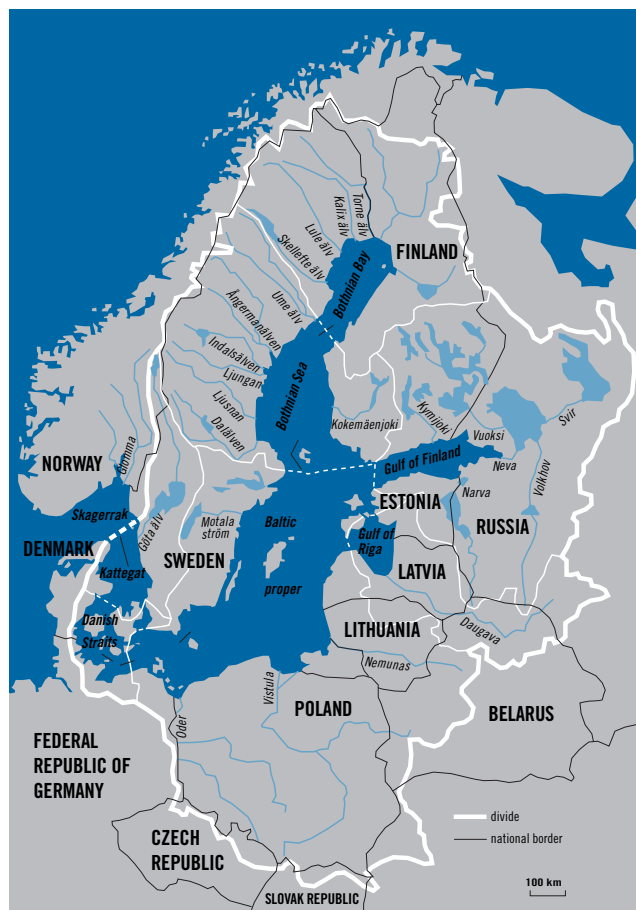 Torne älv
Kalix älv
Lule älv
Skellefte älv
FINLAND
Bothnian Bay
Ume älv
Ångermanälven
Indalsälven
Ljungan
Bothnian Sea
Ljusnan
Dalälven
Kokemäenjoki
Kymijoki
Vuoksi
Svir
NORWAY
Glomma
Gulf of Finland
Neva
Volkhov
Skagerrak
Göta älv
Motala
ström
Baltic
ESTONIA
Narva
RUSSIA
DENMARK
SWEDEN
Gulf of
Riga
Kattegat
LATVIA
proper
Danish
Straits
LITHUANIA
Daugava
Nemunas
Vistula
POLAND
BELARUS
Oder
FEDERAL
REPUBLIC OF
GERMANY
divide
national border
CZECH
REPUBLIC
100 km
SLOVAK REPUBLIC